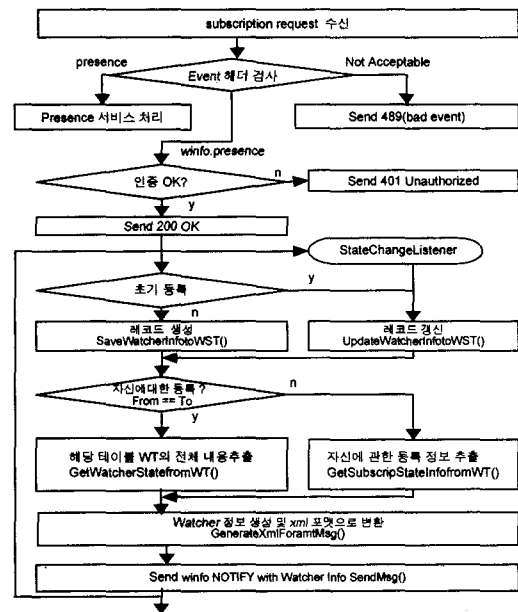 subscription request 수신
presence
Event 헤더 검사
Not Acceptable
Presence 서비스 처리
Send 489(bad event)
winfo.presence
인증 OK?
n
Send 401 Unauthorized
y
Send 200 OK
StateChangeListener
초기 등록
y
n
레코드 생성
SaveWatcherInfotoWST()
레코드 갱신
UpdateWatcherInfotoWST()
자신에대한 등록 ?
From == To
n
y
해당 테이블 WT의 전체 내용추출
GetWatcherStatefromWT()
자신에 관한 등록 정보 추출
GetSubscripStateInfofromWT()
Watcher 정보 생성 및 xml 포맷으로 변환
GenerateXmlForamtMsg()
Send winfo NOTIFY with Watcher Info SendMsg()